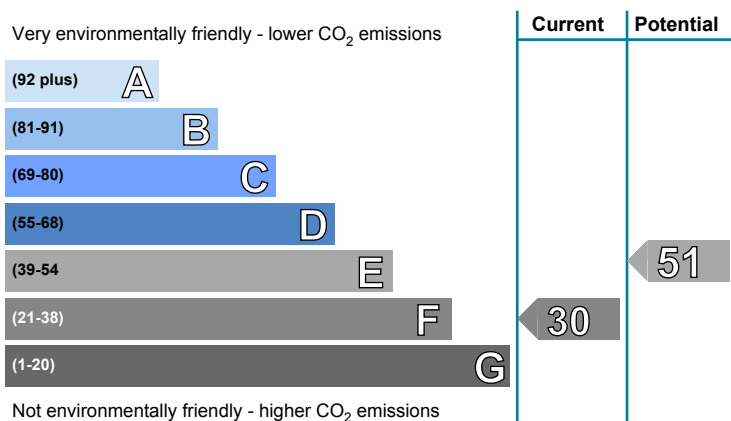 Current Potential
Very environmentally friendly - lower CO2 emissions
(92 plus) A
(81-91) B
(69-80) C
(55-68) D
(39-54 E
51
(21-38) F
30
(1-20) G
Not environmentally friendly - higher CO2 emissions